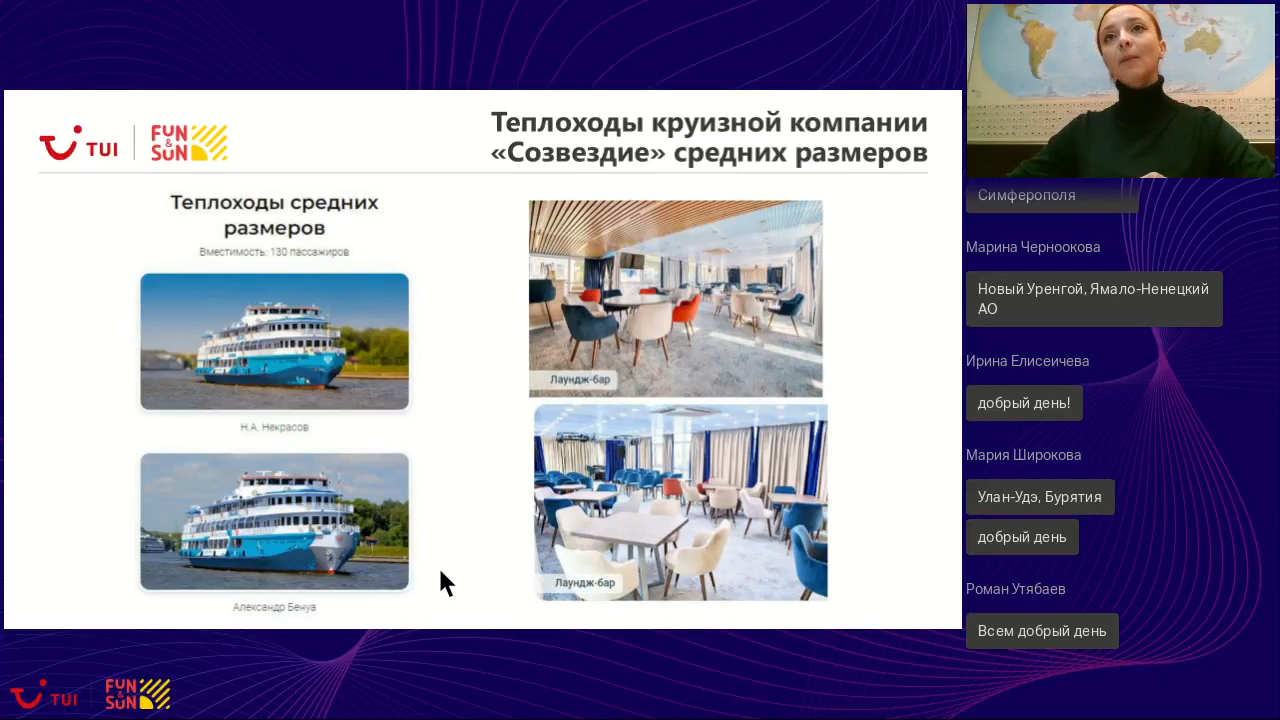 TUI
FUN
&
SUN
Теплоходы круизной компании
«Созвездие» средних размеров
Теплоходы средних
размеров
Вместимость: 130 пассажиров
Н.А. Некрасов
Александр Бенуа
Лаундж-бар
Лаундж-бар
Симферополя
Марина Черноокова
Новый Уренгой, Ямало-Ненецкий
АО
Ирина Елисеичева
добрый день!
Мария Широкова
Улан-Удэ, Бурятия
добрый день
Роман Утябаев
Всем добрый день
TUI
FUN
&
SUN